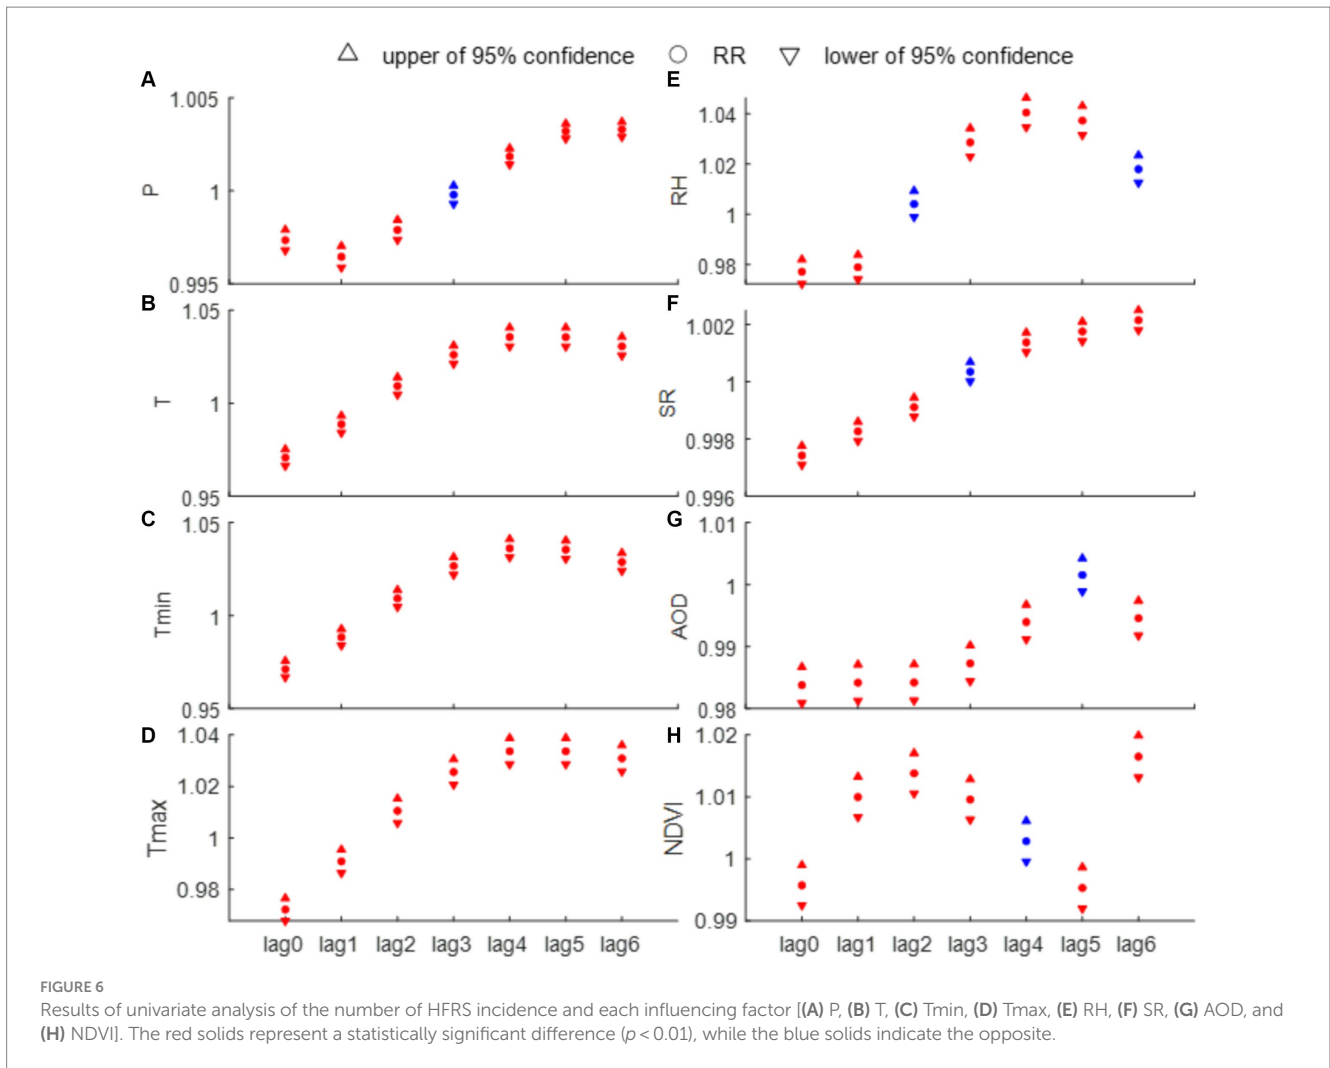 upper of 95% confidence RR lower of 95% confidence
A
1.005
1
0.995
P
B
1.05
1
0.95
T
C
1.05
1
0.95
Tmin
D
1.04
1.02
1
0.98
Tmax
lag0 lag1 lag2 lag3 lag4 lag5 lag6
E
1.04
1.02
1
0.98
RH
F
1.002
1
0.998
0.996
SR
G
1.01
1
0.99
0.98
AOD
H
1.02
1.01
1
0.99
NDVI
lag0 lag1 lag2 lag3 lag4 lag5 lag6
FIGURE 6
Results of univariate analysis of the number of HFRS incidence and each influencing factor [(A) P, (B) T, (C) Tmin, (D) Tmax, (E) RH, (F) SR, (G) AOD, and
(H) NDVI]. The red solids represent a statistically significant difference (p < 0.01), while the blue solids indicate the opposite.